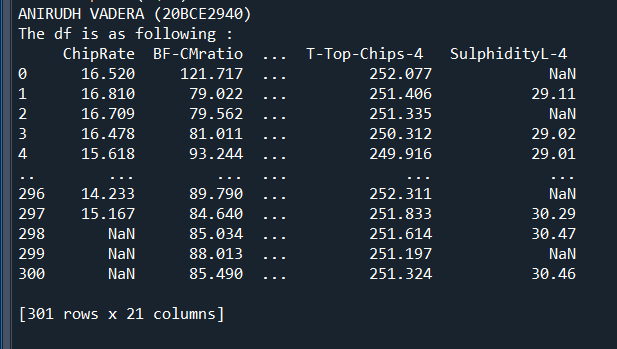 ANIRUDH VADERA (20BCE2940)
The df is as following :
ChipRate BF-CMratio ... T-Top-Chips-4 SulphidityL-4
0 16.520 121.717 ... 252.077 NaN
1 16.810 79.022 ... 251.406 29.11
2 16.709 79.562 ... 251.335 NaN
3 16.478 81.011 ... 250.312 29.02
4 15.618 93.244 ... 249.916 29.01
.. ... ... ... ... ...
296 14.233 89.790 ... 252.311 NaN
297 15.167 84.640 ... 251.833 30.29
298 NaN 85.034 ... 251.614 30.47
299 NaN 88.013 ... 251.197 NaN
300 NaN 85.490 ... 251.324 30.46
[301 rows x 21 columns]